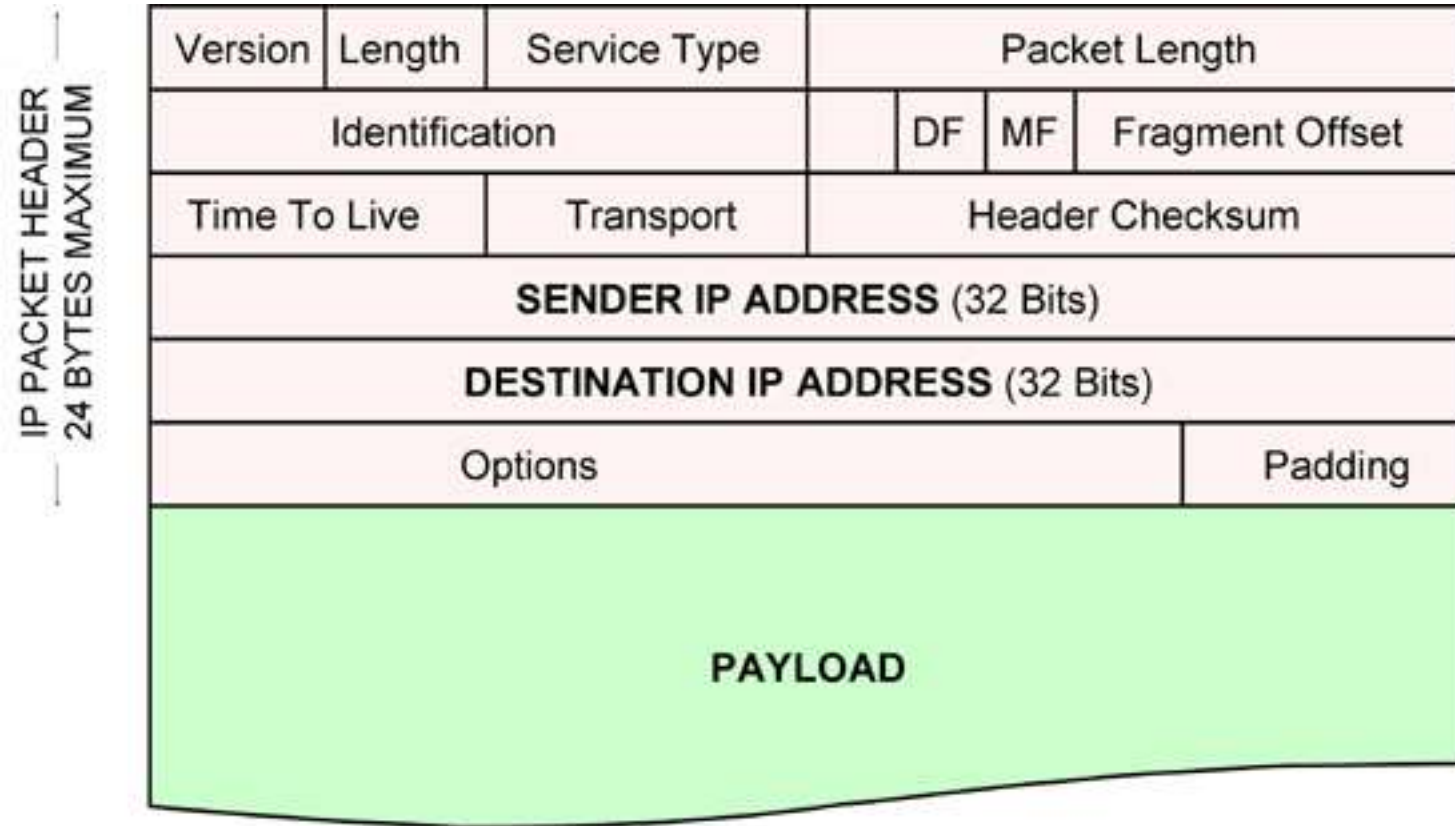 IP PACKET HEADER
24 BYTES MAXIMUM
Version Length Service Type Packet Length
Identification DF MF Fragment Offset
Time To Live Transport Header Checksum
SENDER IP ADDRESS (32 Bits)
DESTINATION IP ADDRESS (32 Bits)
Options Padding
PAYLOAD